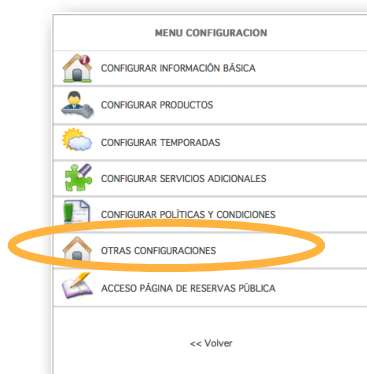 MENU CONFIGURACION
CONFIGURAR INFORMACIÓN BÁSICA
CONFIGURAR PRODUCTOS
CONFIGURAR TEMPORADAS
CONFIGURAR SERVICIOS ADICIONALES
CONFIGURAR POLÍTICAS Y CONDICIONES
OTRAS CONFIGURACIONES
ACCESO PÁGINA DE RESERVAS PÚBLICA
<< Volver